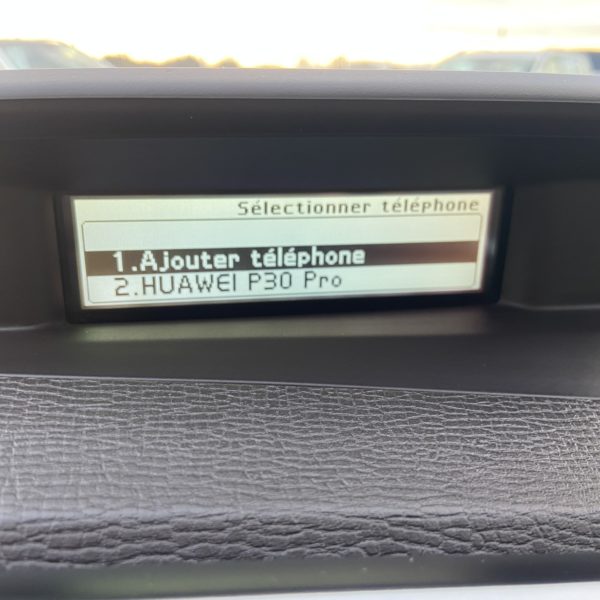 Sélectionner téléphone
1.Ajouter téléphone
2.HUAWEI P30 Pro